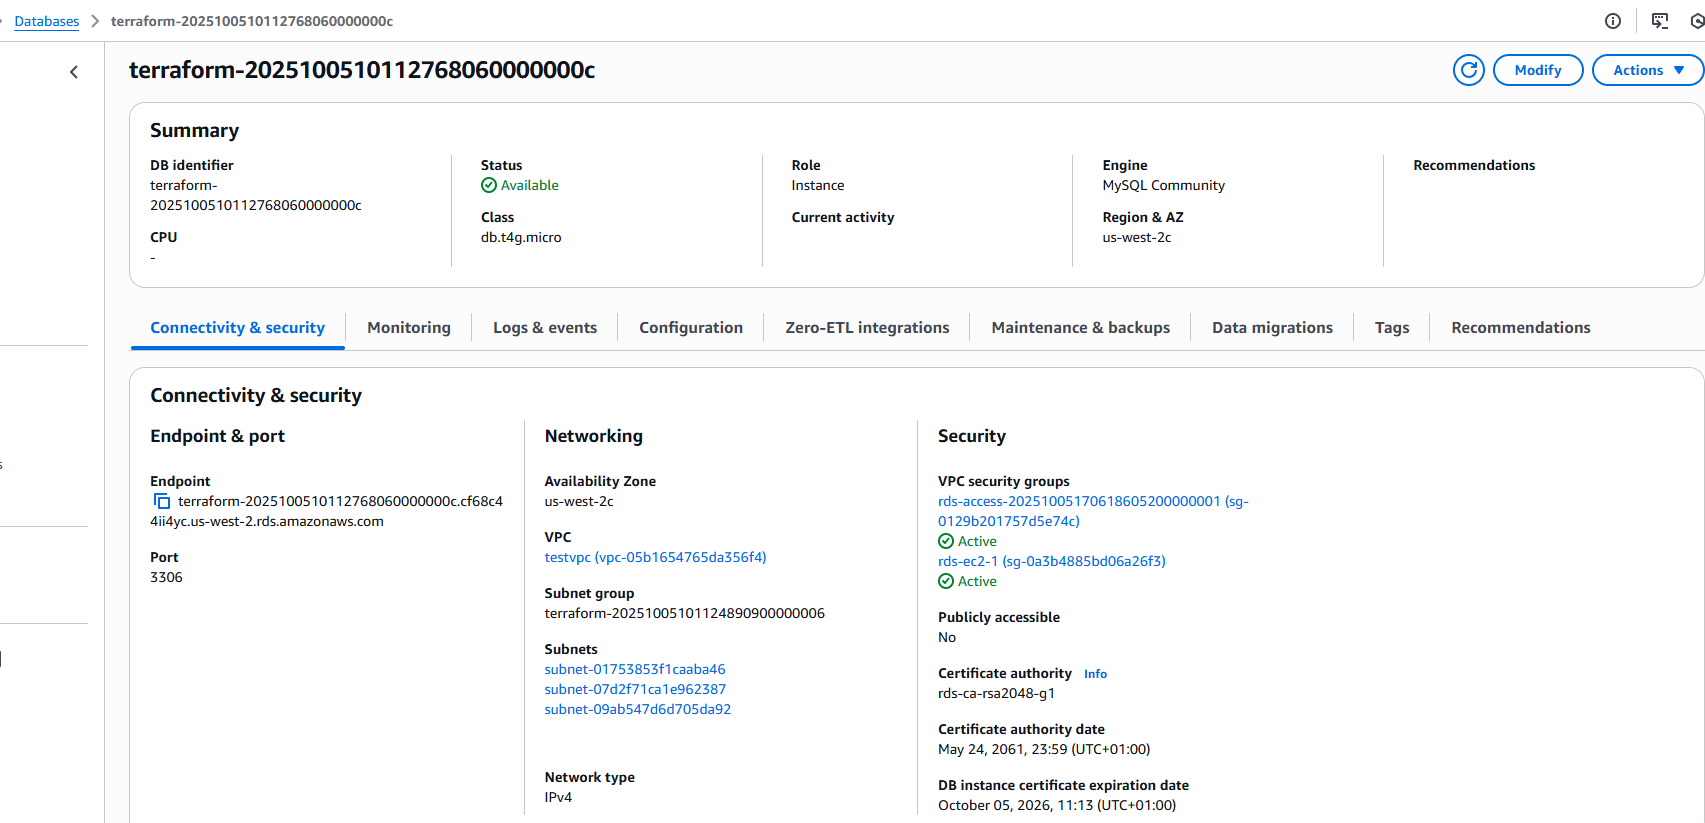 Databases > terraform-2025100510112768060000000c
terraform-2025100510112768060000000c
Modify
Actions
Summary
DB identifier
terraform-
2025100510112768060000000c
CPU
-
Status
Available
Class
db.t4g.micro
Role
Instance
Current activity
Engine
MySQL Community
Region & AZ
us-west-2c
Recommendations
Connectivity & security
Monitoring
Logs & events
Configuration
Zero-ETL integrations
Maintenance & backups
Data migrations
Tags
Recommendations
Connectivity & security
Endpoint & port
Endpoint
terraform-2025100510112768060000000c.cf68c4
4ii4yc.us-west-2.rds.amazonaws.com
Port
3306
Networking
Availability Zone
us-west-2c
VPC
testvpc (vpc-05b1654765da356f4)
Subnet group
terraform-20251005101124890900000006
Subnets
subnet-01753853f1caaba46
subnet-07d2f71ca1e962387
subnet-09ab547d6d705da92
Network type
IPv4
Security
VPC security groups
rds-access-20251005170618605200000001 (sg-
0129b201757d5e74c)
Active
rds-ec2-1 (sg-0a3b4885bd06a26f3)
Active
Publicly accessible
No
Certificate authority Info
rds-ca-rsa2048-g1
Certificate authority date
May 24, 2061, 23:59 (UTC+01:00)
DB instance certificate expiration date
October 05, 2026, 11:13 (UTC+01:00)